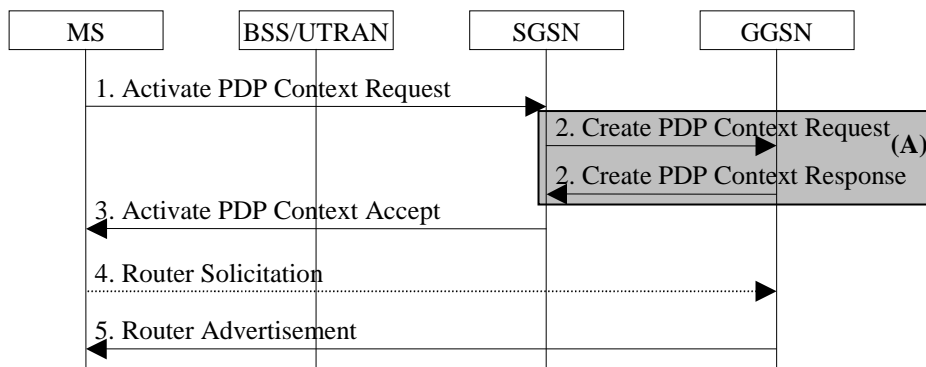 MS
BSS/UTRAN
SGSN
GGSN
1. Activate PDP Context Request
2. Create PDP Context Request
(A)
2. Create PDP Context Response
3. Activate PDP Context Accept
4. Router Solicitation
5. Router Advertisement